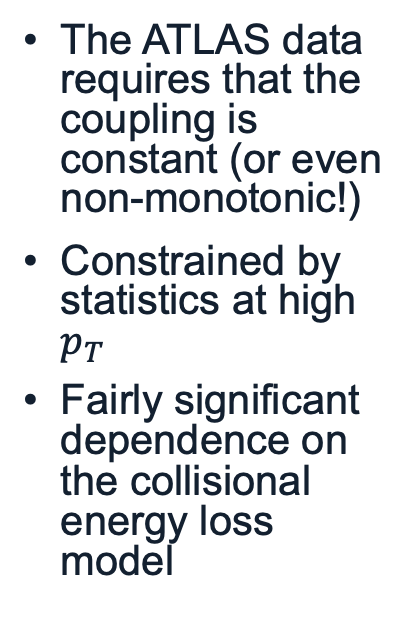 • The ATLAS data
requires that the
coupling is
constant (or even
non-monotonic!)
• Constrained by
statistics at high
p_T
• Fairly significant
dependence on
the collisional
energy loss
model